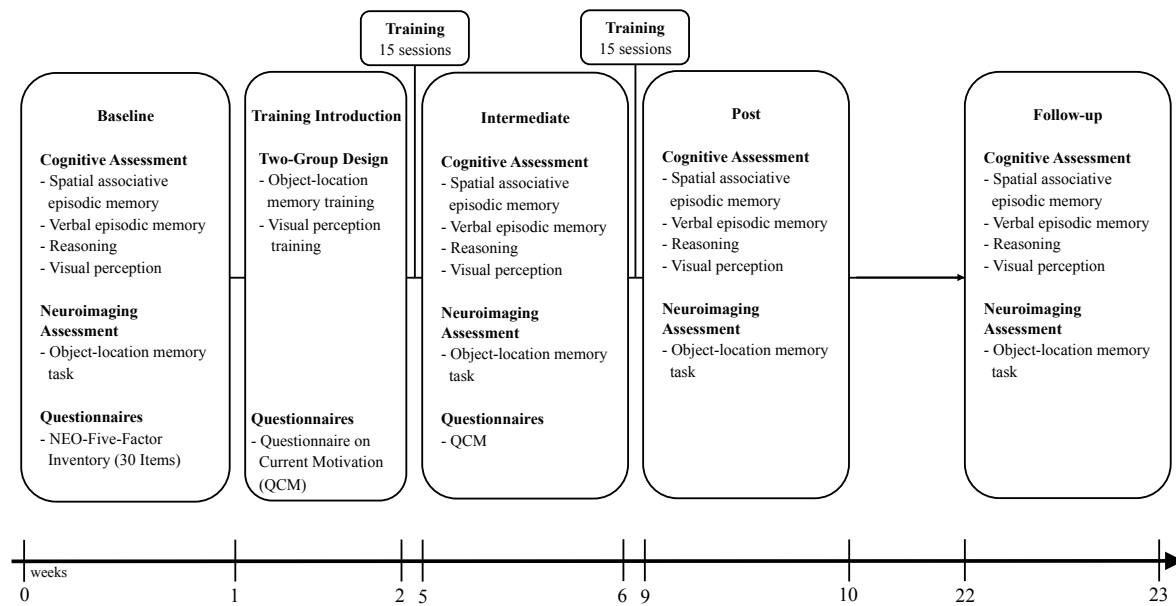 Training
15 sessions
Training
15 sessions
Baseline
Cognitive Assessment
- Spatial associative
episodic memory
- Verbal episodic memory
- Reasoning
- Visual perception
Neuroimaging
Assessment
- Object-location memory
task
Questionnaires
- NEO-Five-Factor
Inventory (30 Items)
Training Introduction
Two-Group Design
- Object-location
memory training
- Visual perception
training
Questionnaires
- Questionnaire on
Current Motivation
(QCM)
Intermediate
Cognitive Assessment
- Spatial associative
episodic memory
- Verbal episodic memory
- Reasoning
- Visual perception
Neuroimaging
Assessment
- Object-location memory
task
Questionnaires
- QCM
Post
Cognitive Assessment
- Spatial associative
episodic memory
- Verbal episodic memory
- Reasoning
- Visual perception
Neuroimaging
Assessment
- Object-location memory
task
Follow-up
Cognitive Assessment
- Spatial associative
episodic memory
- Verbal episodic memory
- Reasoning
- Visual perception
Neuroimaging
Assessment
- Object-location memory
task
weeks
0 1 2 5 6 9 10 22 23